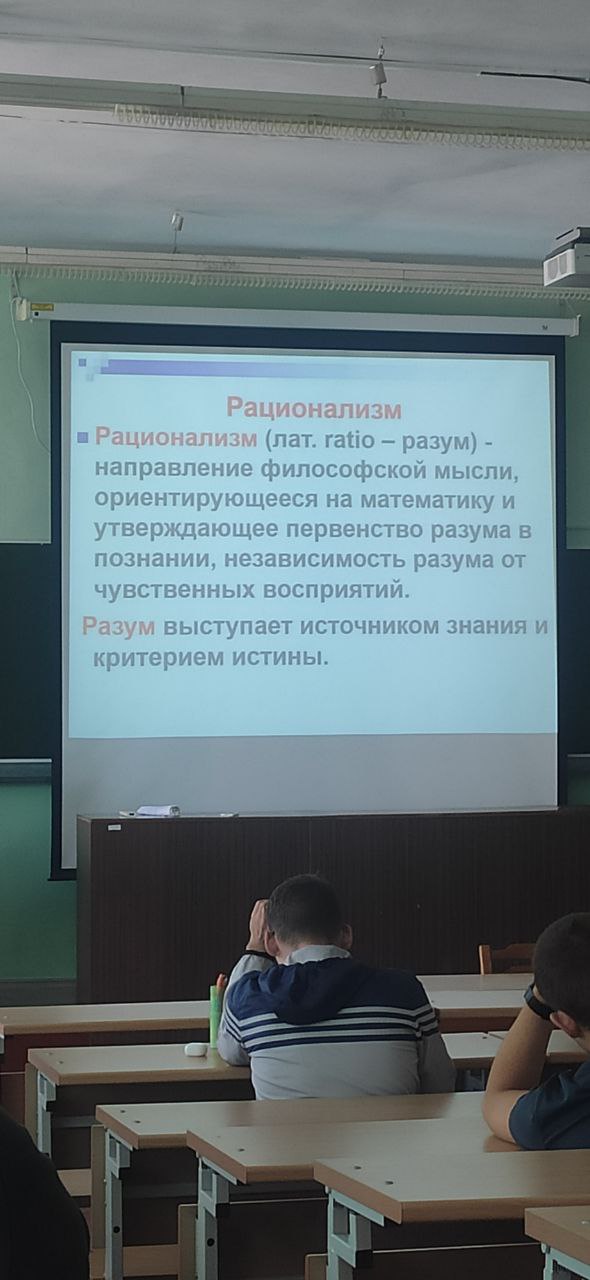 Рационализм
Рационализм (лат. ratio – разум) -
направление философской мысли,
ориентирующееся на математику и
утверждающее первенство разума в
познании, независимость разума от
чувственных восприятий.
Разум выступает источником знания и
критерием истины.